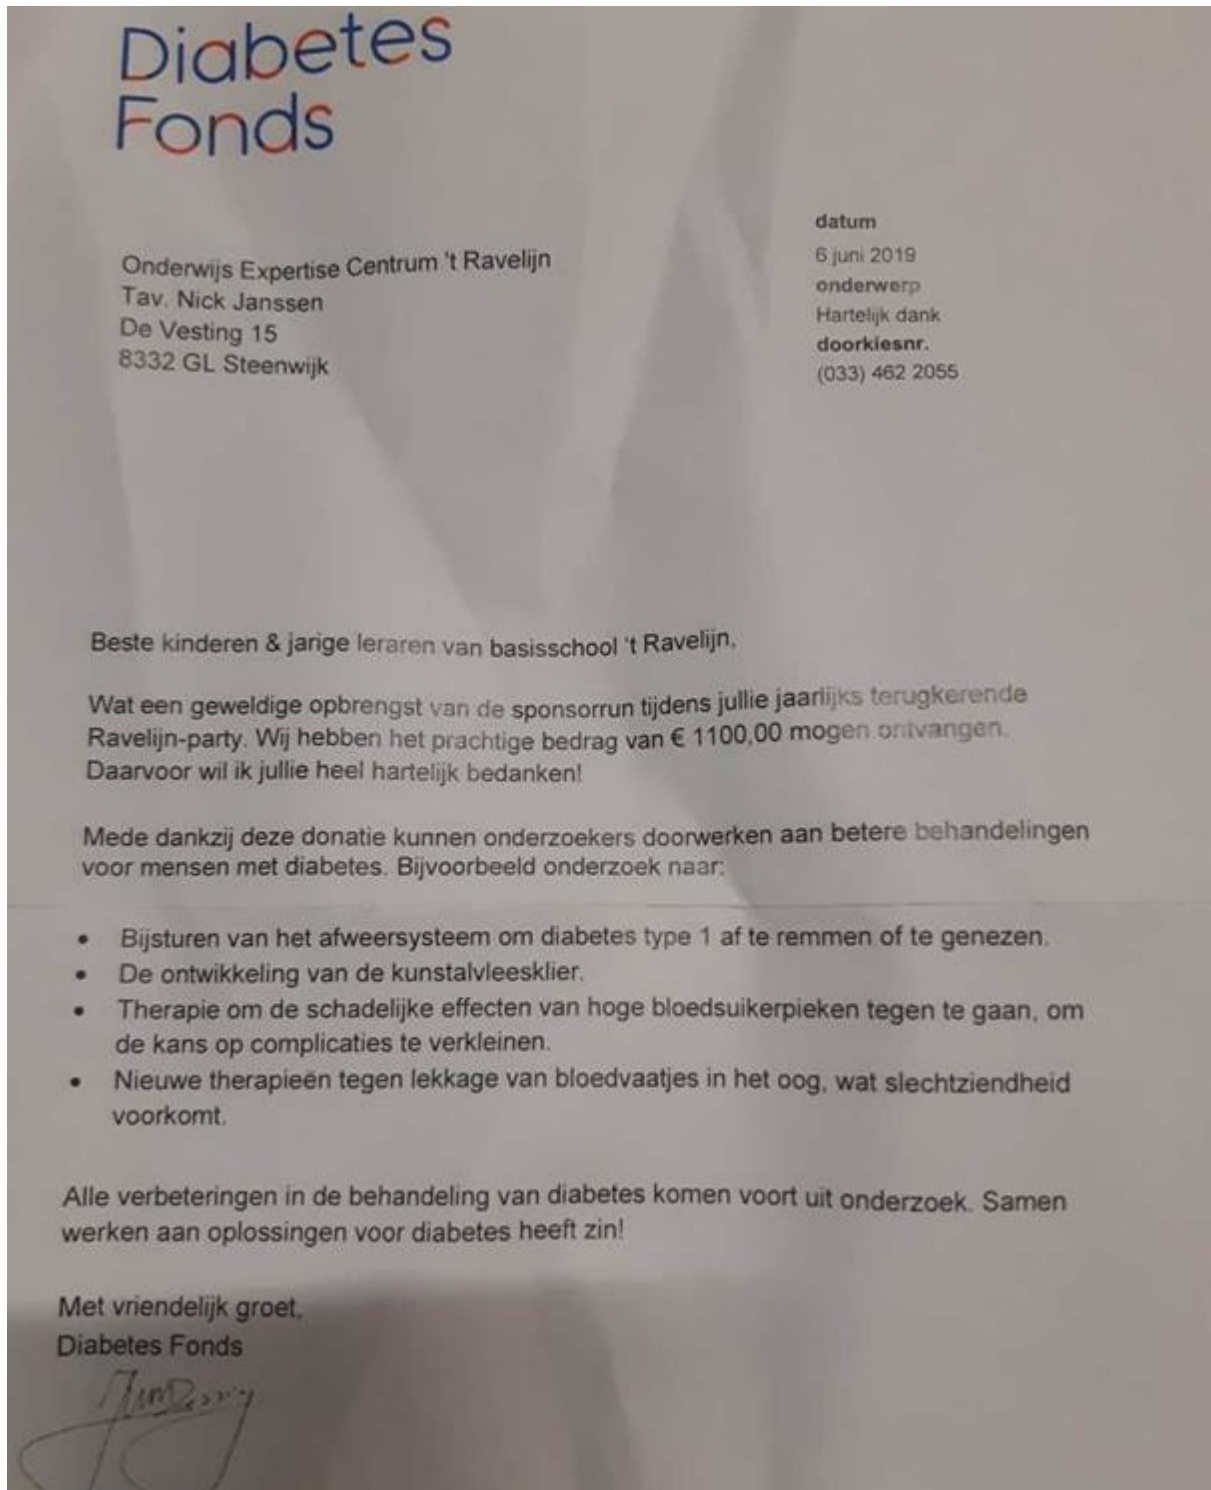 Diabetes
Fonds
Onderwijs Expertise Centrum 't Ravelijn
Tav. Nick Janssen
De Vesting 15
8332 GL Steenwijk
datum
6 juni 2019
onderwerp
Hartelijk dank
doorkiesnr.
(033) 462 2055
Beste kinderen & jarige leraren van basisschool 't Ravelijn,
Wat een geweldige opbrengst van de sponsorrun tijdens jullie jaarlijks terugkerende
Ravelijn-party. Wij hebben het prachtige bedrag van € 1100,00 mogen ontvangen.
Daarvoor wil ik jullie heel hartelijk bedanken!
Mede dankzij deze donatie kunnen onderzoekers doorwerken aan betere behandelingen
voor mensen met diabetes. Bijvoorbeeld onderzoek naar:
• Bijsturen van het afweersysteem om diabetes type 1 af te remmen of te genezen.
• De ontwikkeling van de kunstalvleesklier.
• Therapie om de schadelijke effecten van hoge bloedsuikerpieken tegen te gaan, om
de kans op complicaties te verkleinen.
• Nieuwe therapieën tegen lekkage van bloedvaatjes in het oog, wat slechtziendheid
voorkomt.
Alle verbeteringen in de behandeling van diabetes komen voort uit onderzoek. Samen
werken aan oplossingen voor diabetes heeft zin!
Met vriendelijk groet,
Diabetes Fonds